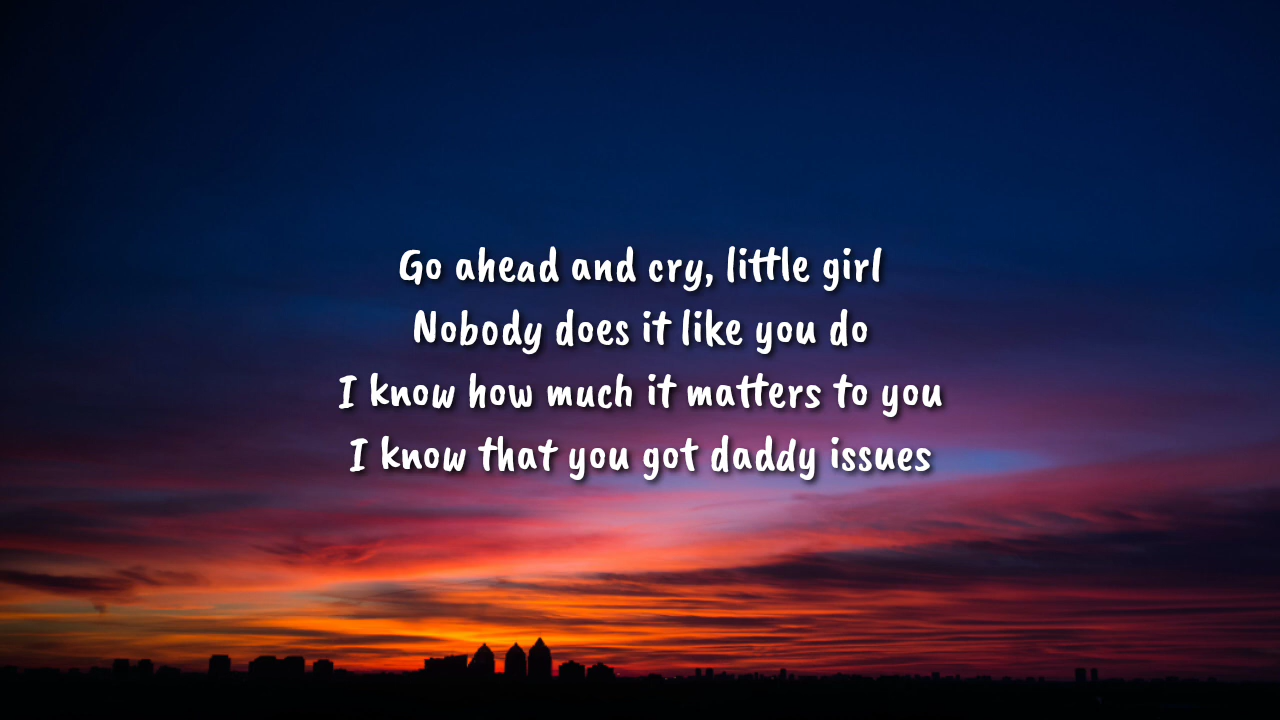 Go ahead and cry, little girl
Nobody does it like you do
I know how much it matters to you
I know that you got daddy issues